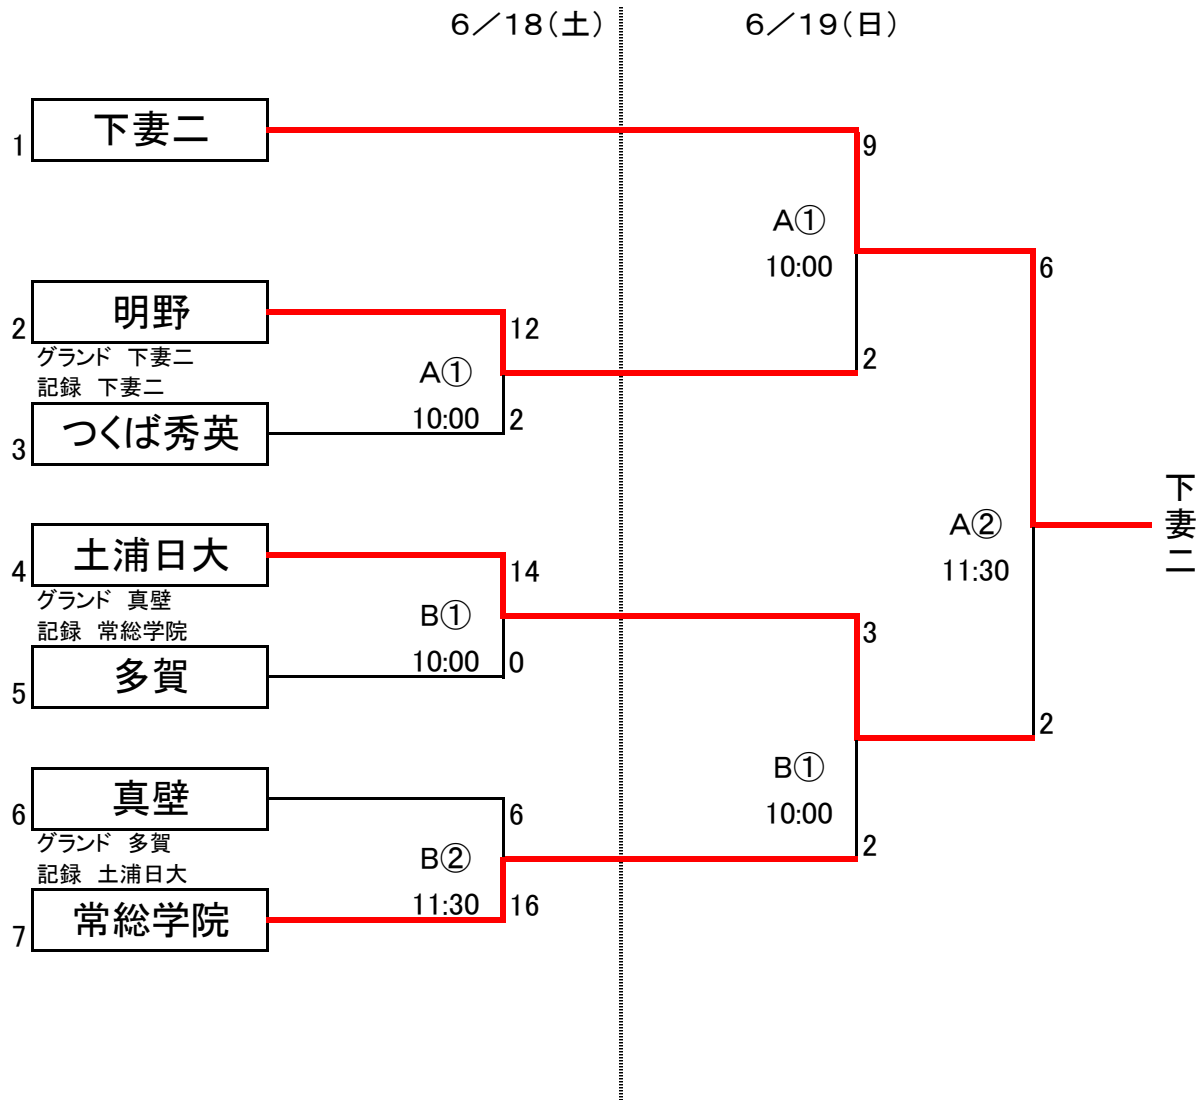 6／18(土)
6／19(日)
1
下妻二
9
A①
10:00
6
2
明野
12
グランド 下妻二
記録 下妻二
A①
10:00
2
2
3
つくば秀英
下妻二
A②
11:30
4
土浦日大
14
グランド 真壁
記録 常総学院
B①
10:00
0
3
5
多賀
2
6
真壁
6
B①
10:00
グランド 多賀
記録 土浦日大
B②
11:30
16
2
7
常総学院